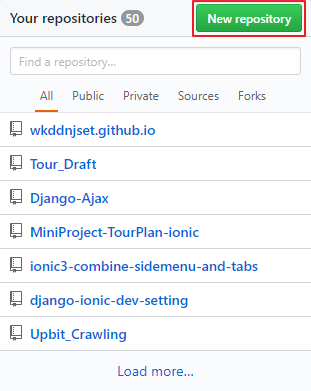 Your repositories 50 New repository
Find a repository...
All Public Private Sources Forks
wkddnjset.github.io
Tour_Draft
Django-Ajax
MiniProject-TourPlan-ionic
ionic3-combine-sidemenu-and-tabs
django-ionic-dev-setting
Upbit_Crawling
Load more...